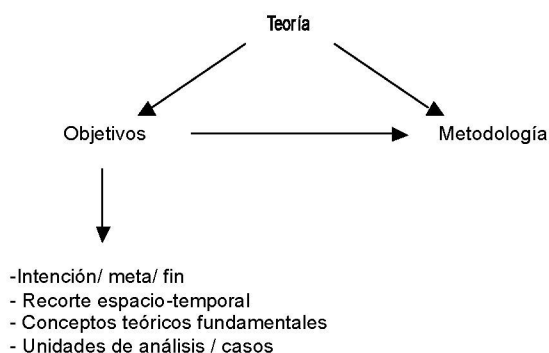 Teoría
Objetivos
Metodología
-Intención/ meta/ fin
- Recorte espacio-temporal
- Conceptos teóricos fundamentales
- Unidades de análisis / casos